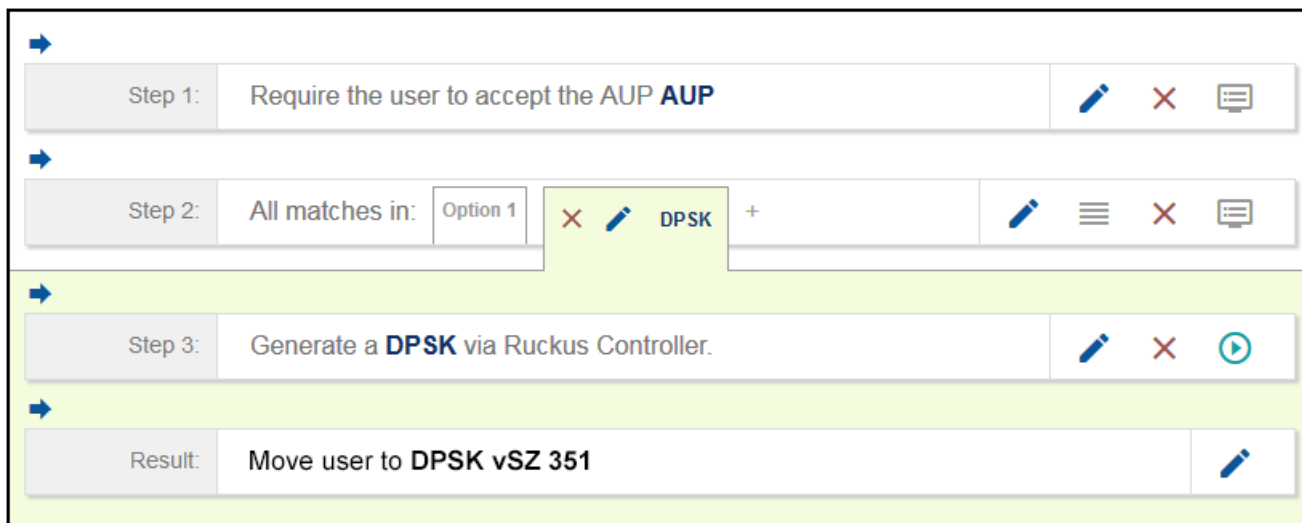 Step 1: Require the user to accept the AUP AUP
Step 2: All matches in: Option 1 DPSK +
Step 3: Generate a DPSK via Ruckus Controller.
Result: Move user to DPSK vSZ 351